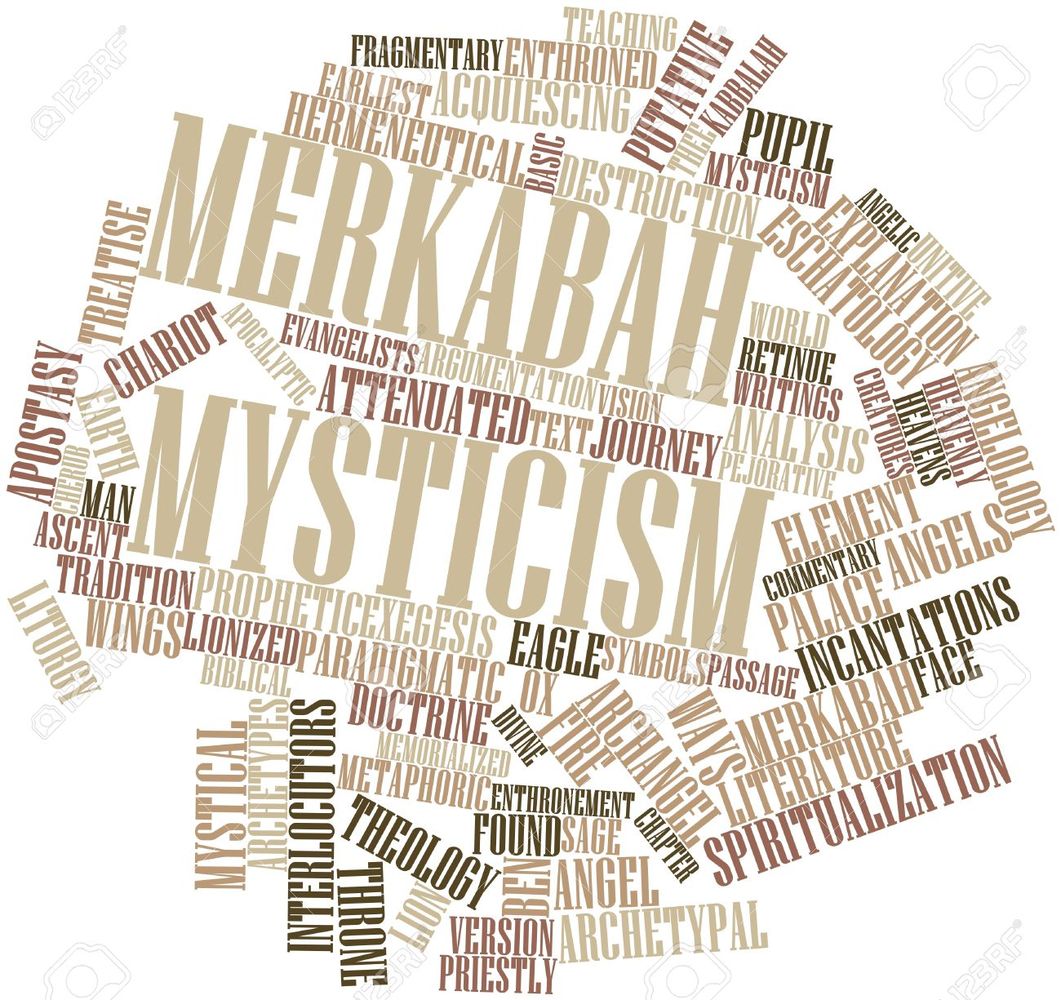 TEACHING
FRAGMENTARY
ENTHRONED
PUTATIVE
KABBALAH
THEE
EARLIEST
ACQUIESCING
HERMENEUTICAL
BASIC
PUPIL
MYSTICISM
DESTRUCTION
MERKABAH
ANGELIC
UNITIVE
EXPLANATION
ESCHATOLOGY
TREATISE
CHARIOT
APOCALYPTIC
EVANGELISTS
ARGUMENTATION
VISION
WORLD
RETINUE
WRITINGS
APOSTASY
EARTH
CHERUB
ATTENUATED
TEXT
JOURNEY
ANALYSIS
PEJORATIVE
CREATURES
HEAVENS
HEAVENLY
ANGELOLOGY
MAN
ASCENT
MYSTICISM
ELEMENT
COMMENTARY
PALACE
ANGELS
TRADITION
PROPHETIC
EXEGESIS
LITURGY
WINGS
LIONIZED
PARADIGMATIC
BIBLICAL
EAGLE
SYMBOLS
PASSAGE
INCANTATIONS
FACE
OX
DOCTRINE
DIVINE
FIRE
ARCHANGEL
WAYS
MERKABAH
LITERATURE
SPIRITUALIZATION
MYSTICAL
ARCHETYPES
INTERLOCUTORS
MEMORIALIZED
METAPHORIC
ENTHRONEMENT
CHAPTER
THEOLOGY
FOUND
SAGE
THRONE
LION
BEN
ANGEL
VERSION
ARCHETYPAL
PRIESTLY
123RF